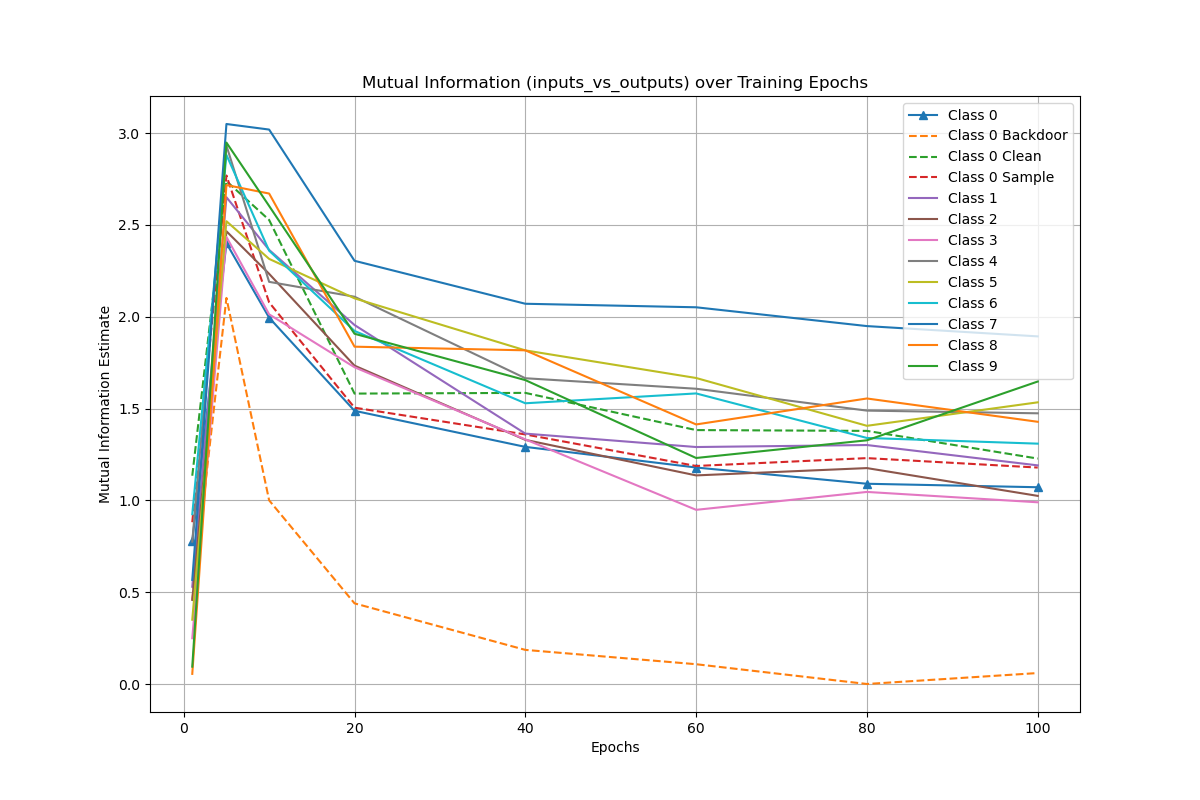 Mutual Information (inputs_vs_outputs) over Training Epochs
Mutual Information Estimate
3.0
2.5
2.0
1.5
1.0
0.5
0.0
Class 0
Class 0 Backdoor
Class 0 Clean
Class 0 Sample
Class 1
Class 2
Class 3
Class 4
Class 5
Class 6
Class 7
Class 8
Class 9
0
20
40
60
80
100
Epochs